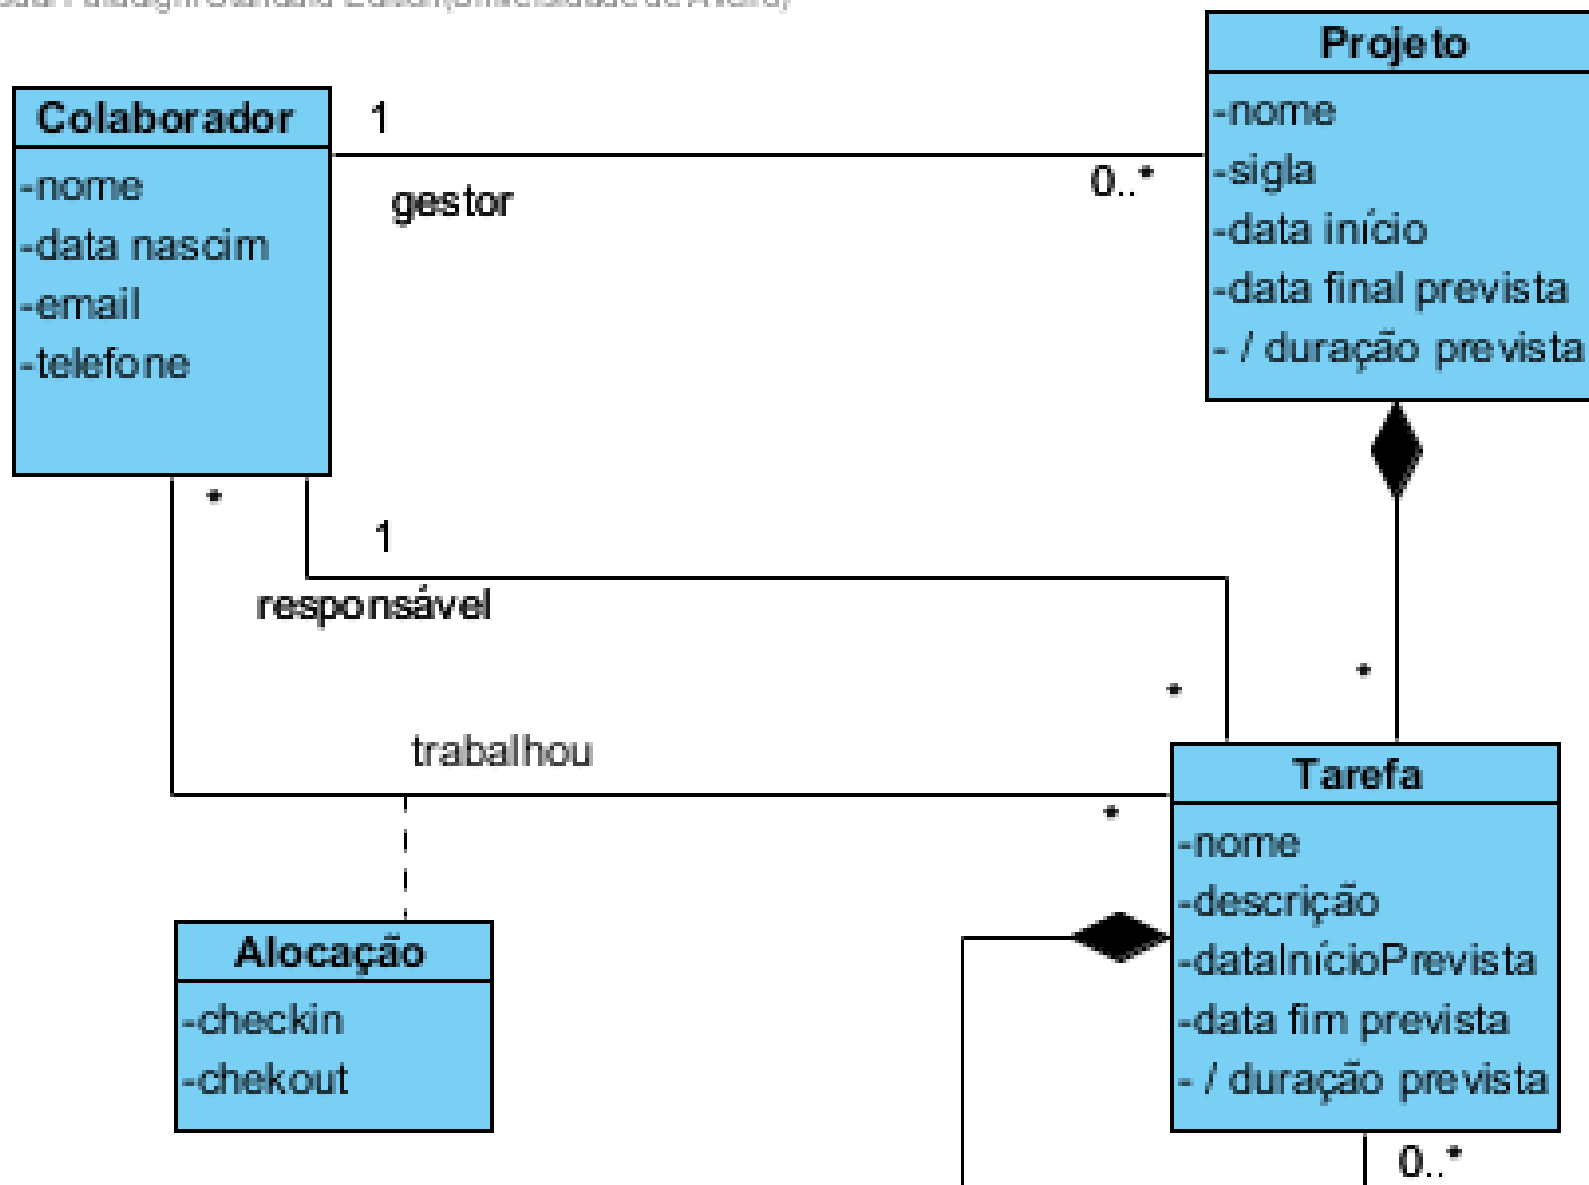 Projeto
-nome
-sigla
-data início
-data final prevista
- / duração prevista
Colaborador
-nome
-data nascim
-email
-telefone
1
gestor
0..*
*
1
responsável
*
*
trabalhou
*
Tarefa
-nome
-descrição
-dataInícioPrevista
-data fim prevista
- / duração prevista
Alocação
-checkin
-chekout
0..*